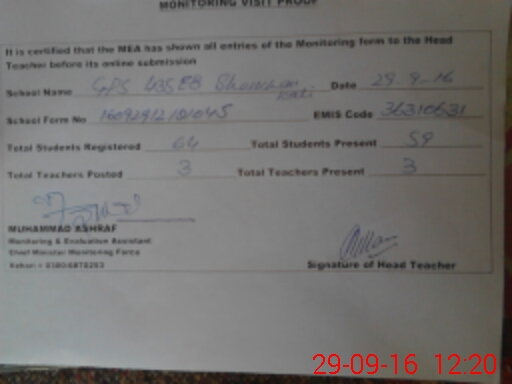 MONITORING VISIT PROOF
It is certified that the MEA has shown all entries of the Monitoring form to the Head
Teacher before its online submission
School Name GPS 435 EB Date 29-9-16
School Form No EMIS Code 36310631
Total Students Registered 64 Total Students Present 59
Total Teachers Posted 3 Total Teachers Present 3
MUHAMMAD ASHRAF
Monitoring & Evaluation Assistant
Chief Minister Monitoring Force
Signature of Head Teacher
29-09-16 12:20